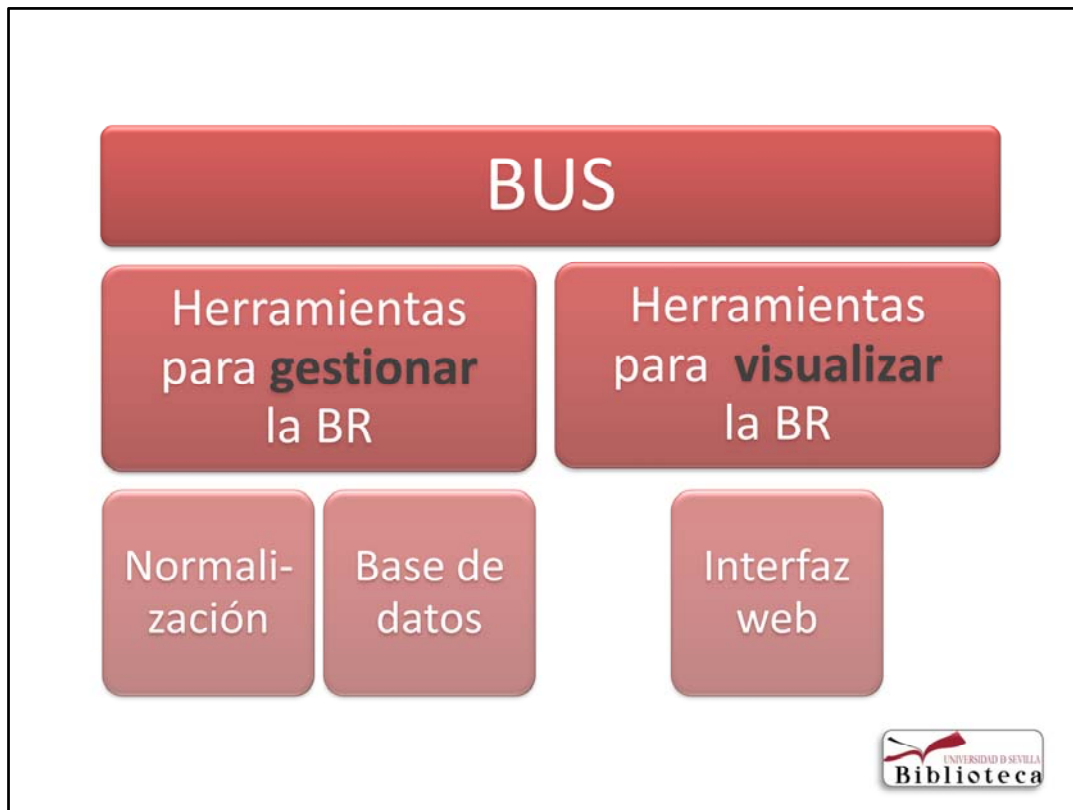 BUS
Herramientas
para gestionar
la BR
Herramientas
para visualizar
la BR
Normali-
zación
Base de
datos
Interfaz
web
UNIVERSIDAD D SEVILLA
Biblioteca